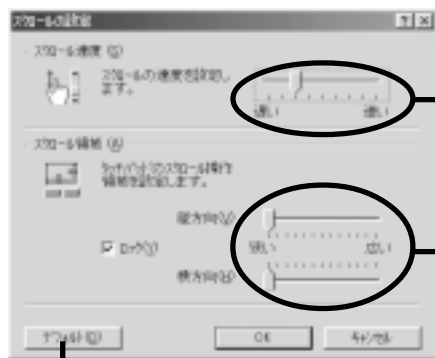 スクロールの設定
スクロール速度 (S)
スクロールの速度を設定し
ます。
遅い
速い
スクロール領域 (A)
タッチパッドのスクロール操作
領域を設定します。
縦方向(V)
狭い
広い
ロック(Y)
横方向(H)
デフォルト(D)
OK
キャンセル